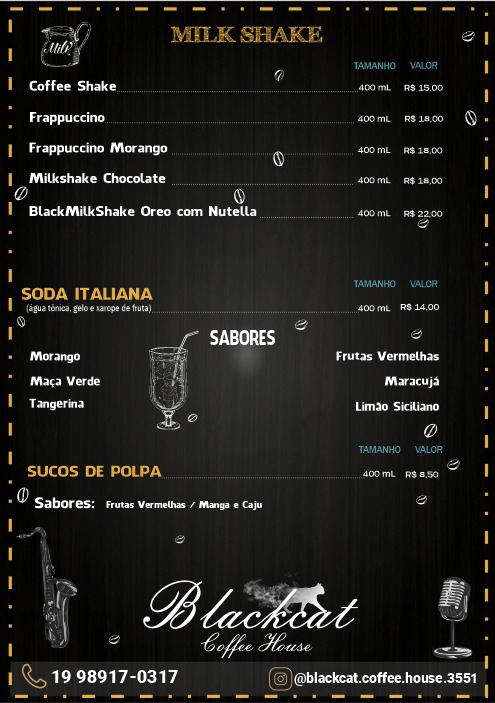 Milk
MILK SHAKE
TAMANHO VALOR
Coffee Shake 400 mL R$ 15,00
Frappuccino 400 mL R$ 18,00
Frappuccino Morango 400 mL R$ 18,00
Milkshake Chocolate 400 mL R$ 18,00
BlackMilkShake Oreo com Nutella 400 mL R$ 22,00
TAMANHO VALOR
SODA ITALIANA
(água tônica, gelo e xarope de fruta) 400 mL R$ 14,00
SABORES
Morango Frutas Vermelhas
Maça Verde Maracujá
Tangerina Limão Siciliano
TAMANHO VALOR
SUCOS DE POLPA 400 mL R$ 8,50
Sabores: Frutas Vermelhas / Manga e Caju
Blackcat
Coffee House
19 98917-0317 @blackcat.coffee.house.3551